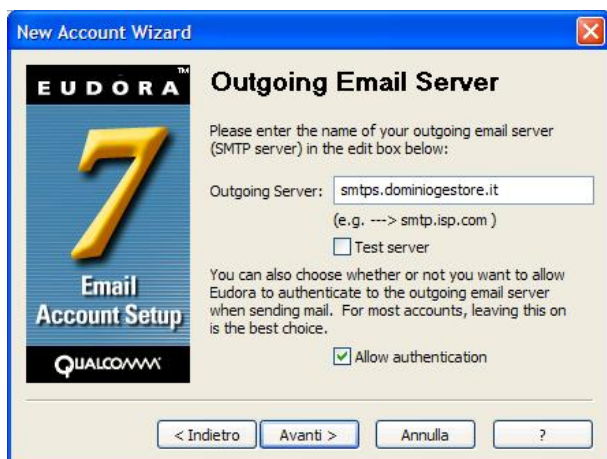 New Account Wizard
EUDORA™
7
Email
Account Setup
QUALCOMM
Outgoing Email Server
Please enter the name of your outgoing email server
(SMTP server) in the edit box below:
Outgoing Server: smtps.dominiogestore.it
(e.g. ---> smtp.isp.com )
Test server
You can also choose whether or not you want to allow
Eudora to authenticate to the outgoing email server
when sending mail. For most accounts, leaving this on
is the best choice.
Allow authentication
< Indietro Avanti > Annulla ?